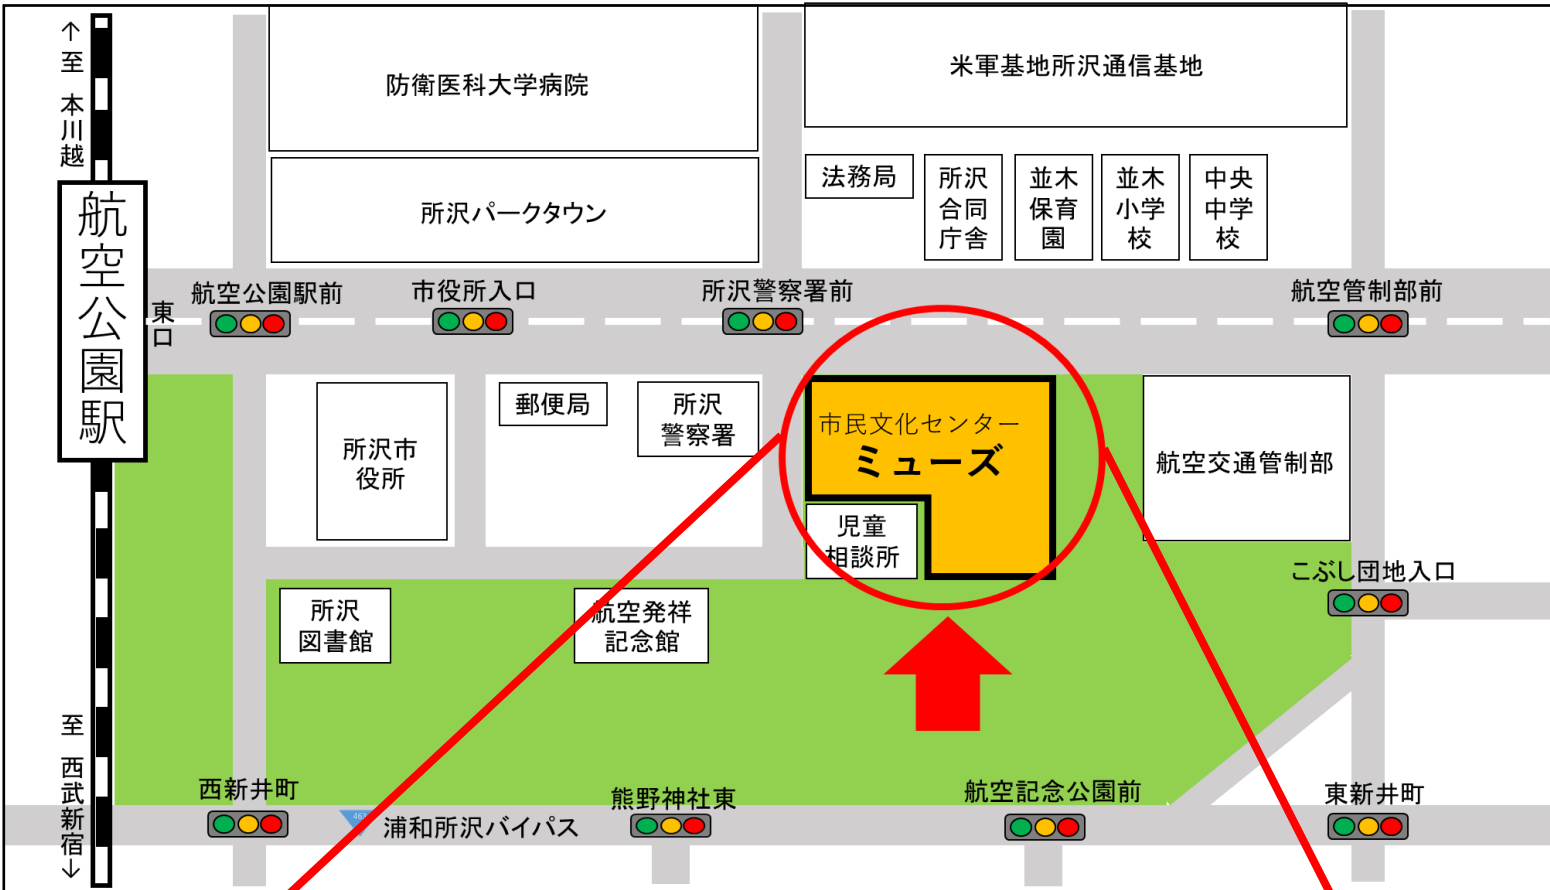 ↑至 本川越
防衛医科大学病院
米軍基地所沢通信基地
所沢パークタウン
法務局
所沢
合同
庁舎
並木
保育
園
並木
小学
校
中央
中学
校
航空公園駅
東口
航空公園駅前
市役所入口
所沢警察署前
航空管制部前
所沢市
役所
郵便局
所沢
警察署
市民文化センター
ミューズ
児童
相談所
航空交通管制部
こぶし団地入口
所沢
図書館
航空発祥
記念館
至 西武新宿↓
西新井町
463
浦和所沢バイパス
熊野神社東
航空記念公園前
東新井町